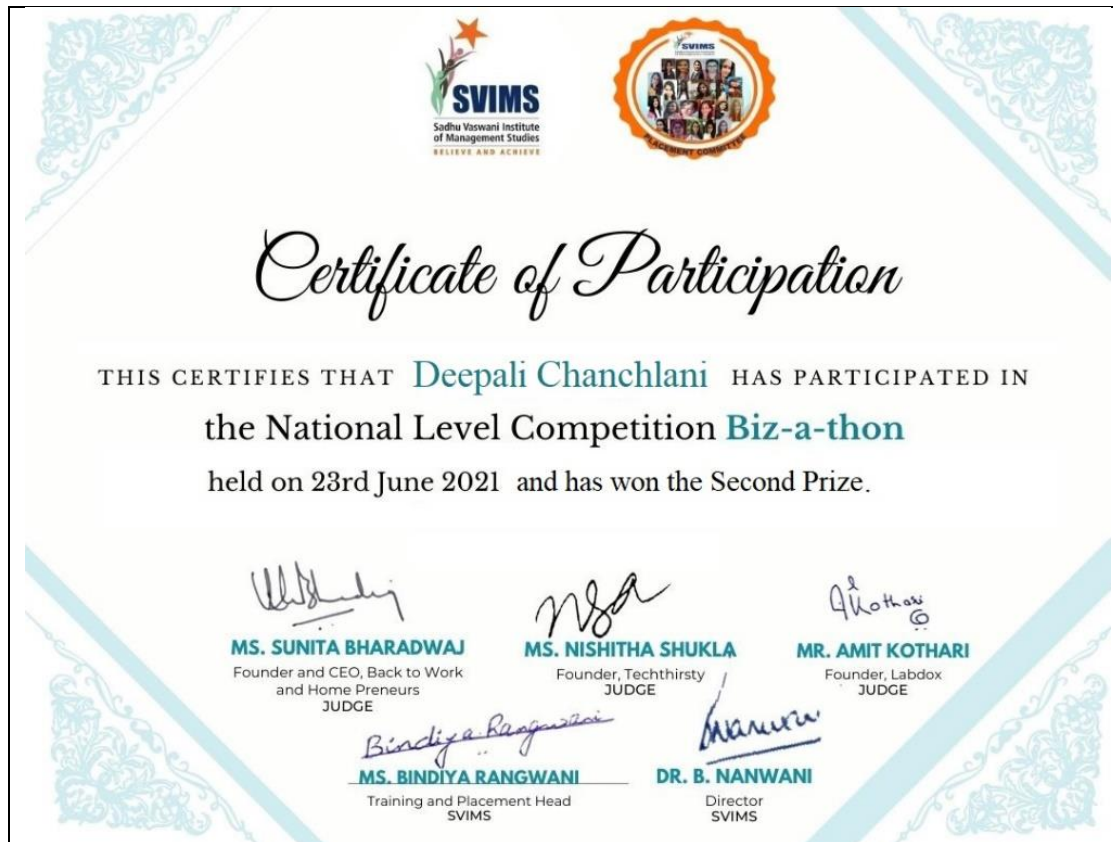 SVIMS
Sadhu Vaswani Institute
of Management Studies
BELIEVE AND ACHIEVE
SVIMS
PLACEMENT COMMITTEE
Certificate of Participation
THIS CERTIFIES THAT Deepali Chanchlani HAS PARTICIPATED IN
the National Level Competition Biz-a-thon
held on 23rd June 2021 and has won the Second Prize.
AKothari
MS. SUNITA BHARADWAJ MS. NISHITHA SHUKLA MR. AMIT KOTHARI
Founder and CEO, Back to Work Founder, Techthirsty Founder, Labdox
and Home Preneurs JUDGE JUDGE
JUDGE
Bindiya Rangwani
MS. BINDIYA RANGWANI DR. B. NANWANI
Training and Placement Head Director
SVIMS SVIMS